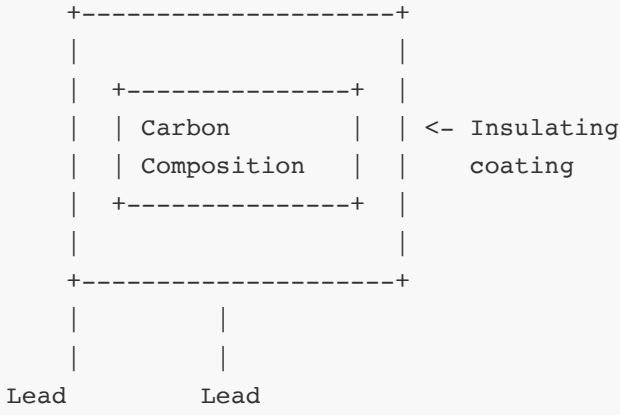 Carbon <- Insulating
Composition coating
Lead Lead